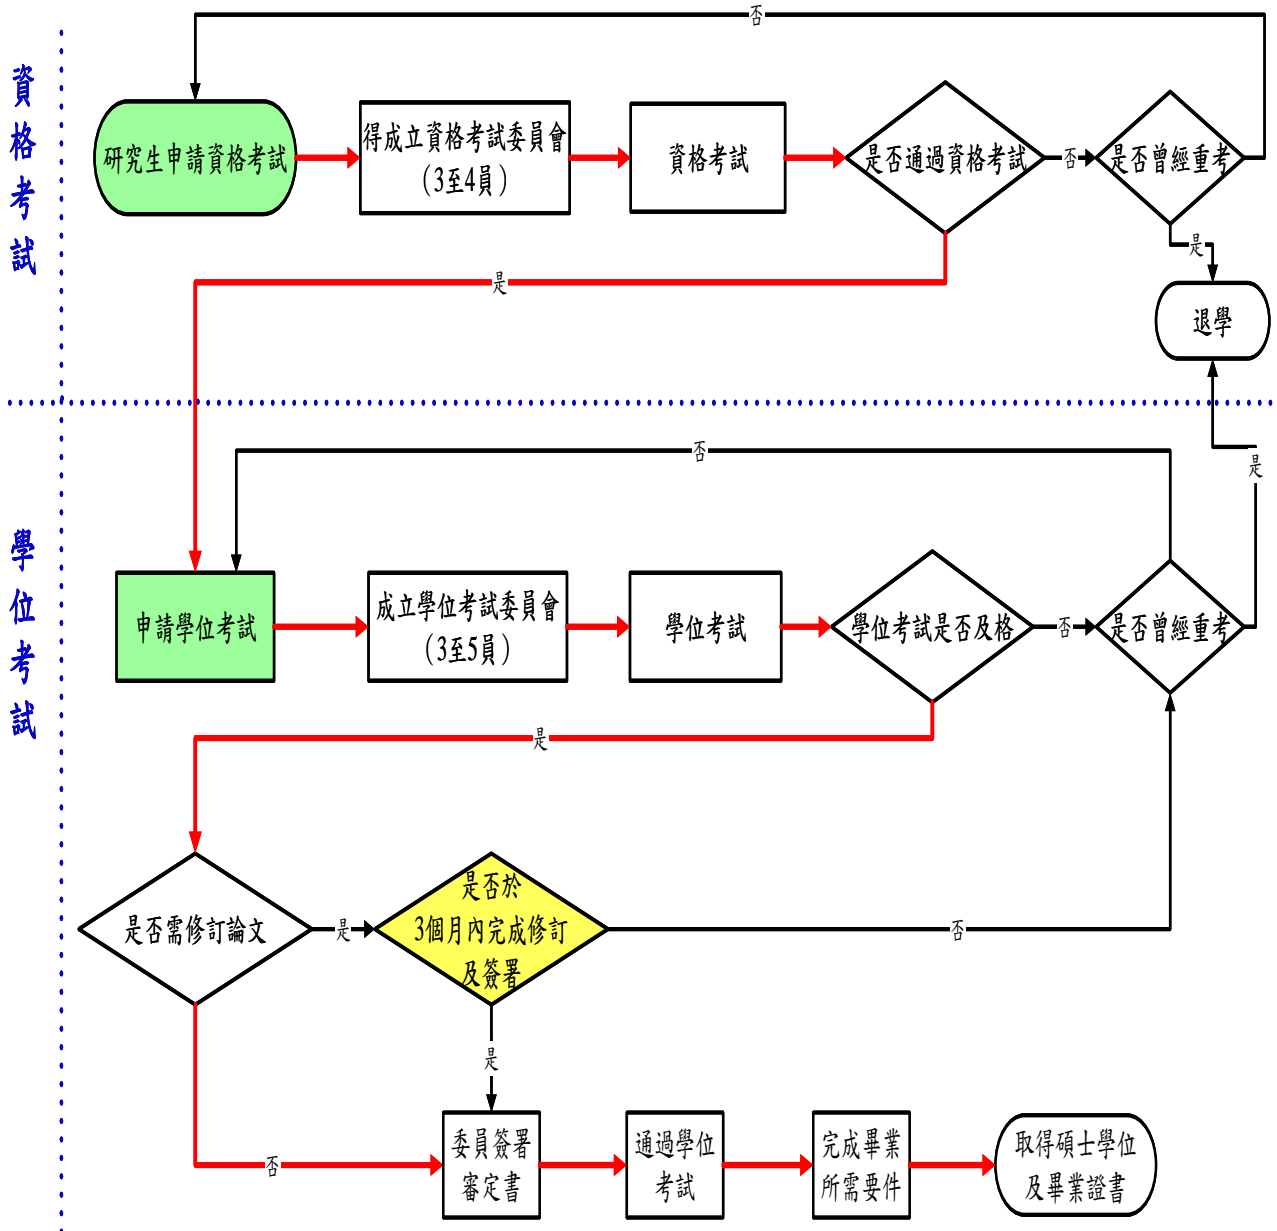 否
資格考試
研究生申請資格考試
得成立資格考試委員會
(3至4員)
資格考試
是否通過資格考試
否
是否曾經重考
是
是
退學
否
是
學位考試
申請學位考試
成立學位考試委員會
(3至5員)
學位考試
學位考試是否及格
否
是否曾經重考
是
是否需修訂論文
是
是否於
3個月內完成修訂
及簽署
否
是
否
委員簽署
審定書
通過學位
考試
完成畢業
所需要件
取得碩士學位
及畢業證書